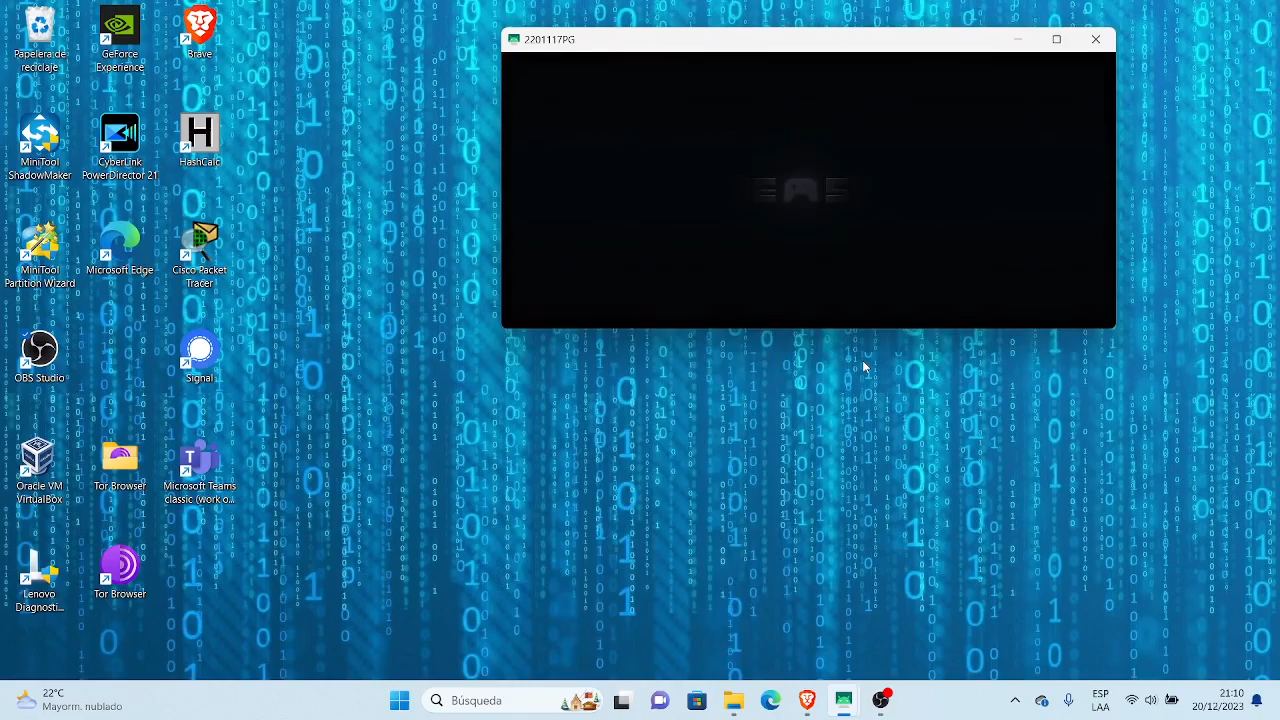 Papelera de
reciclaje
GeForce
Experience
Brave
2201117PG
MiniTool
ShadowMaker
CyberLink
PowerDirector 21
H
HashCalc
MiniTool
Partition Wizard
Microsoft Edge
Cisco Packet
Tracer
OBS Studio
Signal
Oracle VM
VirtualBox
Tor Browser
T
Microsoft Teams
classic (work o...
L
Lenovo
Diagnosti...
Tor Browser
22°C
Mayorm. nublado
Búsqueda
ESP
LAA
21:10
20/12/2023